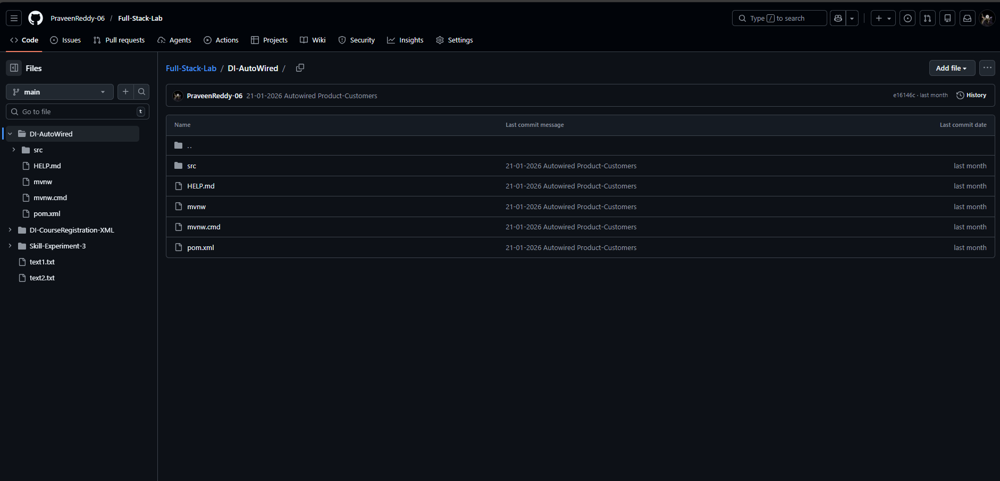 PraveenReddy-06 / Full-Stack-Lab
Type / to search
Code Issues Pull requests Agents Actions Projects Wiki Security Insights Settings
Files
main
Go to file t
DI-AutoWired
src
HELP.md
mvnw
mvnw.cmd
pom.xml
DI-CourseRegistration-XML
Skill-Experiment-3
text1.txt
text2.txt
Full-Stack-Lab / DI-AutoWired /
Add file
PraveenReddy-06 21-01-2026 Autowired Product-Customers
e16146c · last month History
Name Last commit message Last commit date
..
src 21-01-2026 Autowired Product-Customers last month
HELP.md 21-01-2026 Autowired Product-Customers last month
mvnw 21-01-2026 Autowired Product-Customers last month
mvnw.cmd 21-01-2026 Autowired Product-Customers last month
pom.xml 21-01-2026 Autowired Product-Customers last month